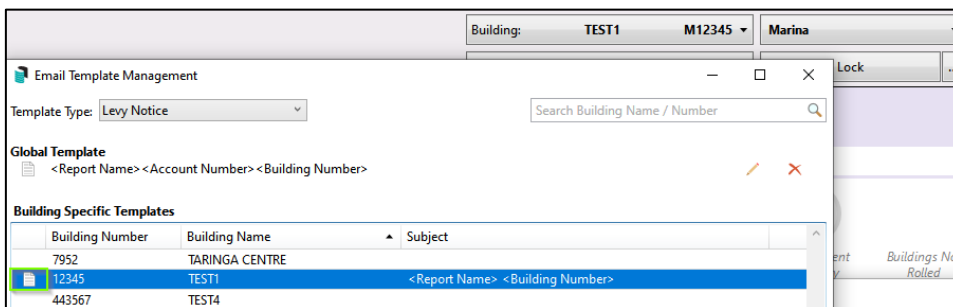 Building: TEST1 M12345 Marina
Email Template Management
Lock ..
Template Type: Levy Notice Search Building Name / Number
Global Template
<Report Name><Account Number><Building Number>
Building Specific Templates
Building Number Building Name Subject
7952 TARINGA CENTRE
12345 TEST1 <Report Name> <Building Number>
443567 TEST4
ent Buildings No
y Rolled